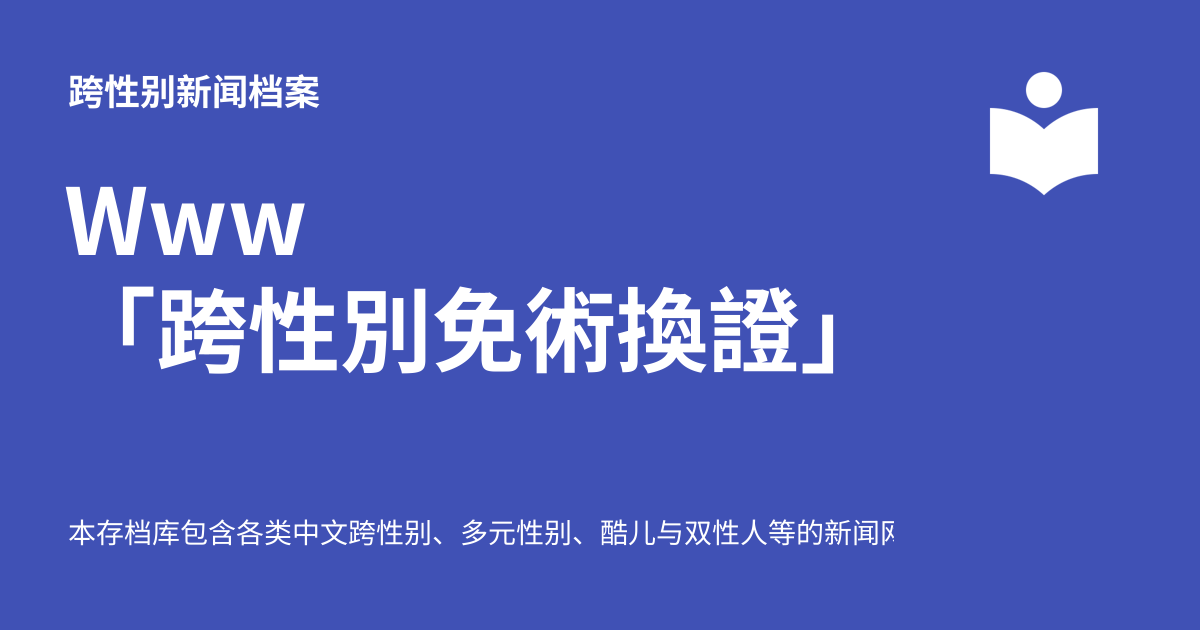 跨性别新闻档案
Www
「跨性別免術換證」
本存档库包含各类中文跨性别、多元性别、酷儿与双性人等的新闻网